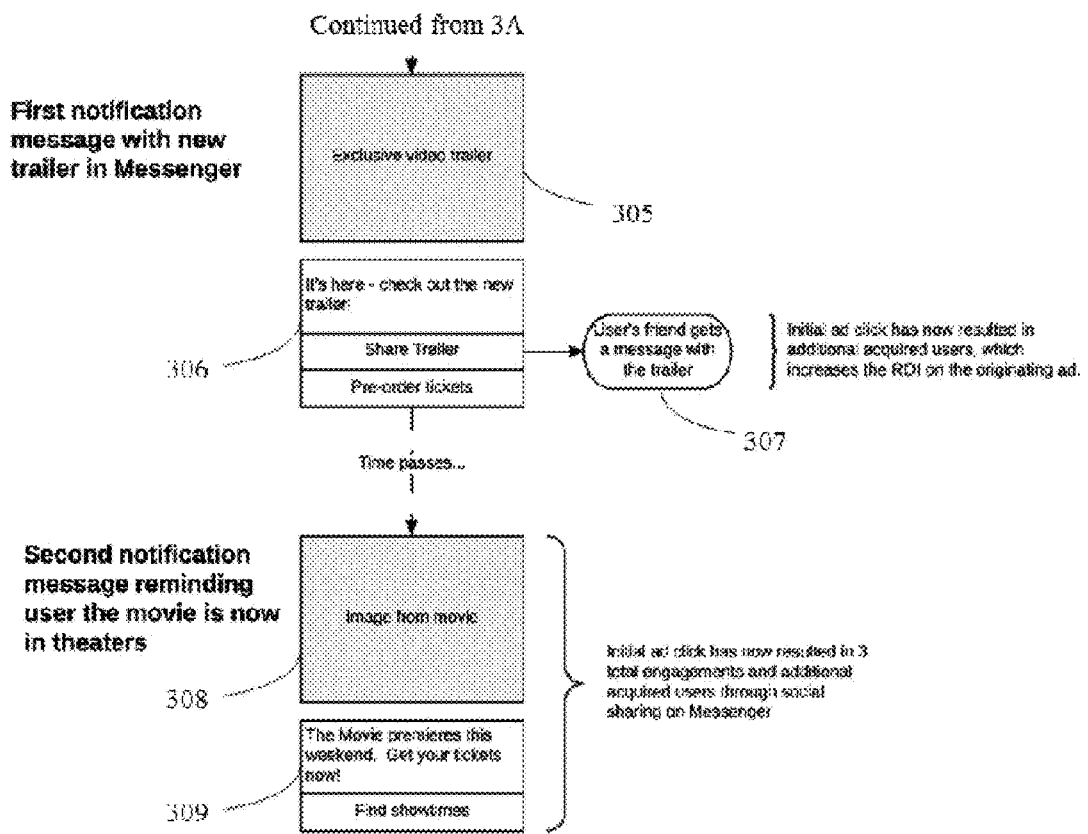 Continued from 3A
First notification
message with new
trailer in Messenger
Exclusive video trailer
305
It's here - check out the new
trailer:
306
Share Trailer
Pre-order tickets
User's friend gets
a message with
the trailer
307
Initial ad click has now resulted in
additional acquired users, which
increases the ROI on the originating ad.
Time passes...
Second notification
message reminding
user the movie is now
in theaters
Image from movie
308
The Movie premieres this
weekend. Get your tickets
now!
309
Find showtimes
Initial ad click has now resulted in 3
total engagements and additional
acquired users through social
sharing on Messenger